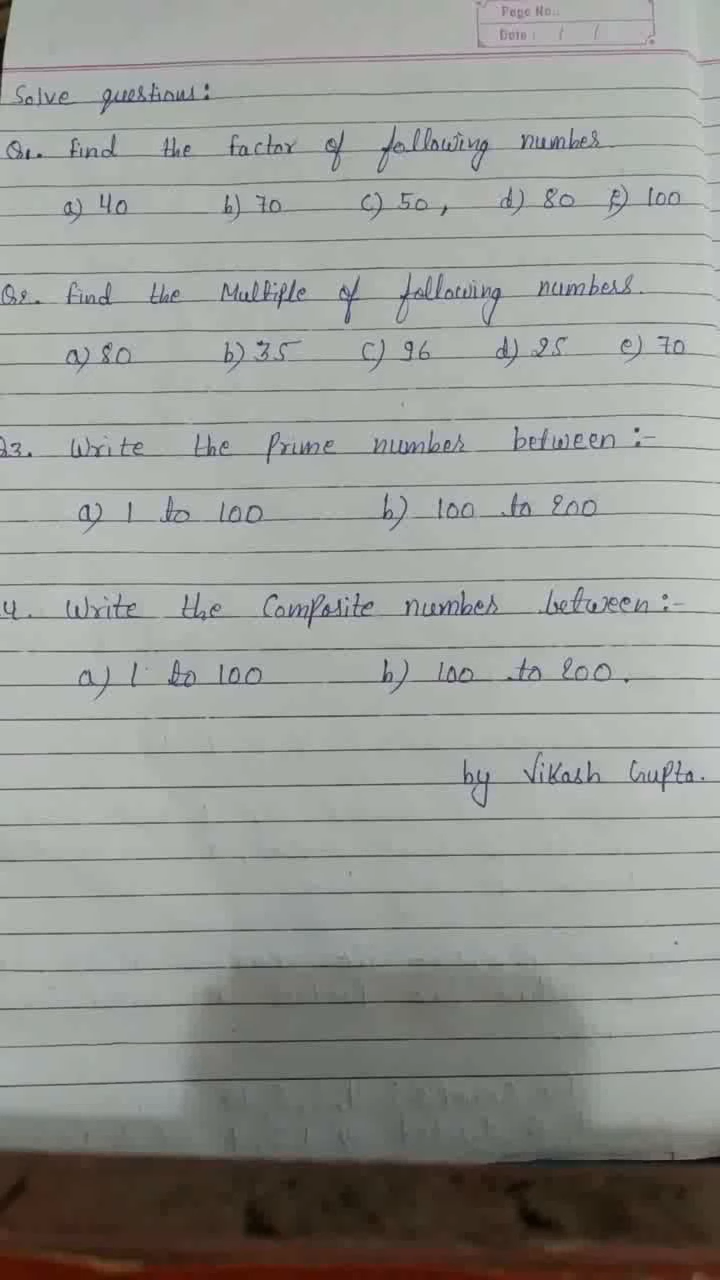 Page No.:
Date: / /
Solve questions:
Q1. find the factor of following number
a) 40 b) 70 c) 50, d) 80 e) 100
Q2. find the Multiple of following numbers.
a) 80 b) 35 c) 96 d) 25 e) 70
Q3. Write the Prime number between :-
a) 1 to 100 b) 100 to 200
4. Write the Composite number between :-
a) 1 to 100 b) 100 to 200.
by Vikash Gupta.